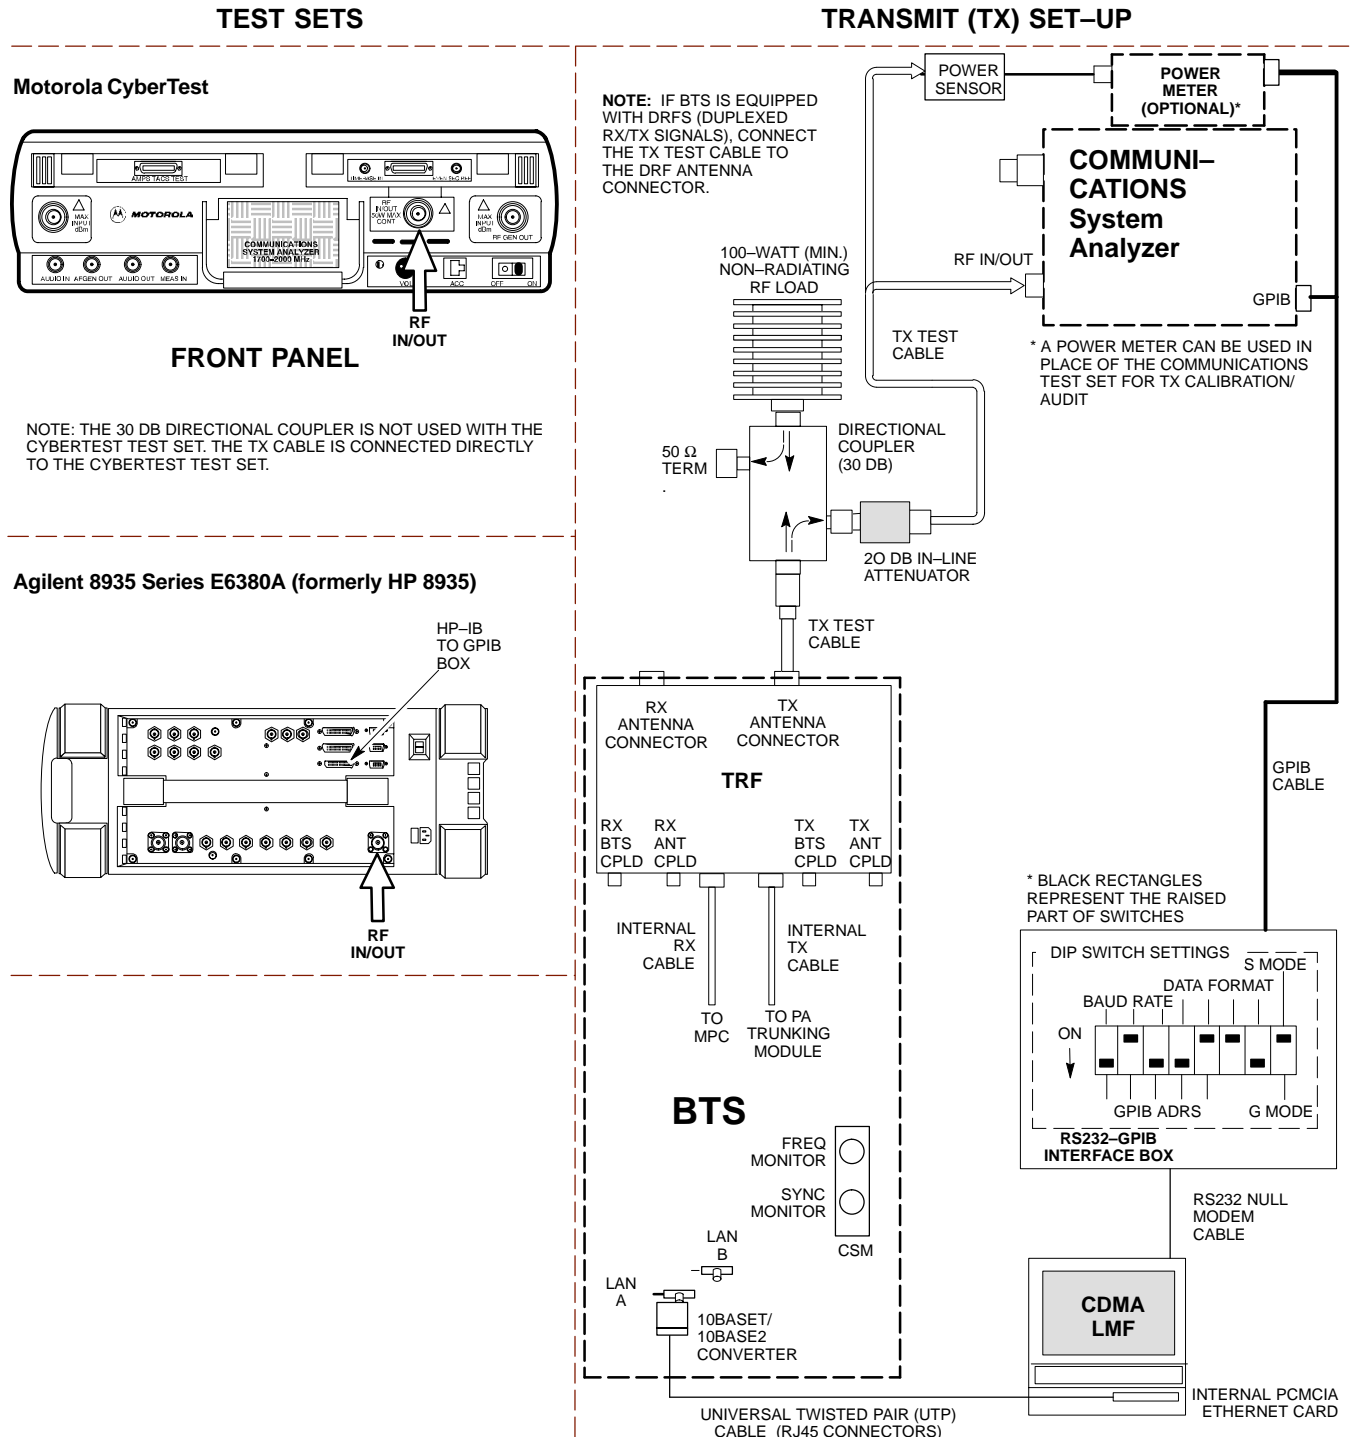 TEST SETS
TRANSMIT (TX) SET–UP
Motorola CyberTest
AMPS TACS TEST
EVEN SEC REF
MAX
INPUT
dBm
MOTOROLA
RF
IN/OUT
50W MAX
CONT
MAX
INPUT
dBm
RF GEN OUT
COMMUNICATIONS
SYSTEM ANALYZER
1700–2000 MHz
AUDIO IN
AFGEN OUT
AUDIO OUT
MEAS IN
VOL
ACC
OFF
ON
RF
IN/OUT
FRONT PANEL
NOTE: THE 30 DB DIRECTIONAL COUPLER IS NOT USED WITH THE
CYBERTEST TEST SET. THE TX CABLE IS CONNECTED DIRECTLY
TO THE CYBERTEST TEST SET.
Agilent 8935 Series E6380A (formerly HP 8935)
HP–IB
TO GPIB
BOX
RF
IN/OUT
NOTE: IF BTS IS EQUIPPED
WITH DRFS (DUPLEXED
RX/TX SIGNALS), CONNECT
THE TX TEST CABLE TO
THE DRF ANTENNA
CONNECTOR.
POWER
SENSOR
POWER
METER
(OPTIONAL)*
COMMUNI–
CATIONS
System
Analyzer
RF IN/OUT
GPIB
* A POWER METER CAN BE USED IN
PLACE OF THE COMMUNICATIONS
TEST SET FOR TX CALIBRATION/
AUDIT
100–WATT (MIN.)
NON–RADIATING
RF LOAD
TX TEST
CABLE
DIRECTIONAL
COUPLER
(30 DB)
50 Ω
TERM
.
2O DB IN–LINE
ATTENUATOR
TX TEST
CABLE
RX
ANTENNA
CONNECTOR
TX
ANTENNA
CONNECTOR
TRF
RX
BTS
CPLD
RX
ANT
CPLD
TX
BTS
CPLD
TX
ANT
CPLD
INTERNAL
RX
CABLE
INTERNAL
TX
CABLE
TO
MPC
TO PA
TRUNKING
MODULE
BTS
FREQ
MONITOR
SYNC
MONITOR
CSM
LAN
B
LAN
A
10BASET/
10BASE2
CONVERTER
UNIVERSAL TWISTED PAIR (UTP)
CABLE (RJ45 CONNECTORS)
GPIB
CABLE
* BLACK RECTANGLES
REPRESENT THE RAISED
PART OF SWITCHES
DIP SWITCH SETTINGS
S MODE
DATA FORMAT
BAUD RATE
ON
GPIB ADRS
G MODE
RS232–GPIB
INTERFACE BOX
RS232 NULL
MODEM
CABLE
CDMA
LMF
INTERNAL PCMCIA
ETHERNET CARD